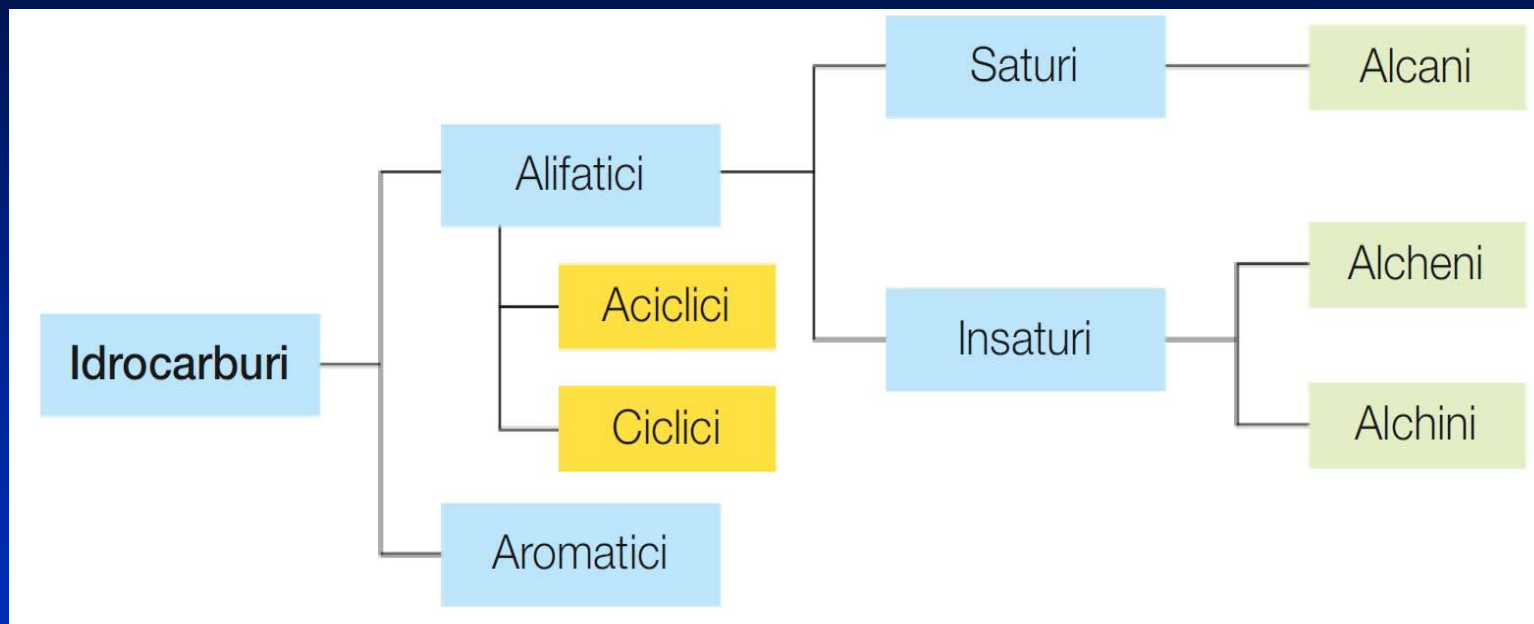 Idrocarburi
Alifatici
Aciclici
Ciclici
Aromatici
Saturi
Insaturi
Alcani
Alcheni
Alchini